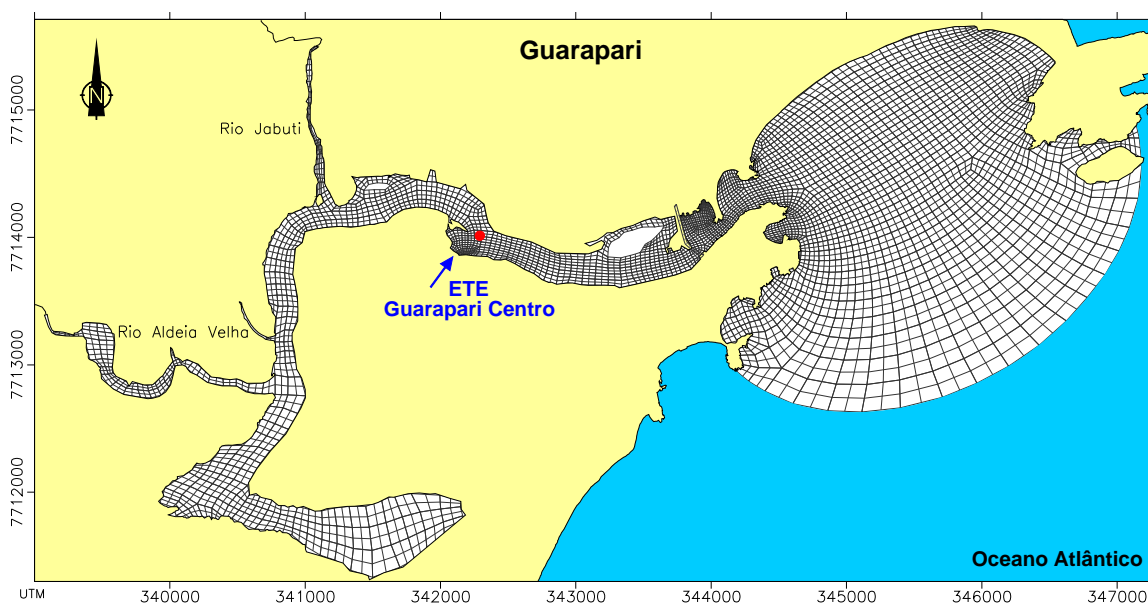 Guarapari
N
7715000
Rio Jabuti
7714000
ETE
Guarapari Centro
Rio Aldeia Velha
7713000
7712000
Oceano Atlântico
UTM
340000
341000
342000
343000
344000
345000
346000
347000